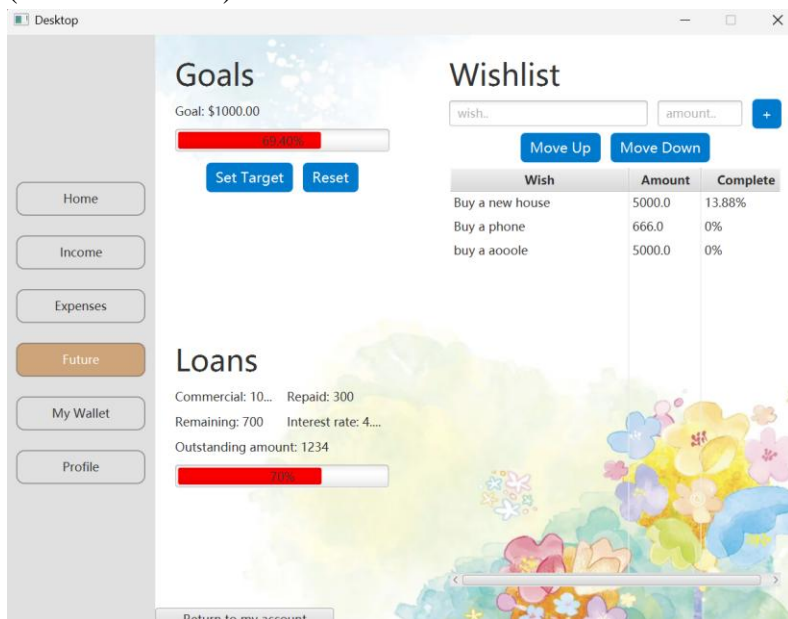 Desktop
Home
Income
Expenses
Future
My Wallet
Profile
Goals
Goal: $1000.00
69.40%
Set Target Reset
Loans
Commercial: 10... Repaid: 300
Remaining: 700 Interest rate: 4....
Outstanding amount: 1234
70%
Return to my account
Wishlist
wish.. amount.. +
Move Up Move Down
Wish Amount Complete
Buy a new house 5000.0 13.88%
Buy a phone 666.0 0%
buy a aooole 5000.0 0%